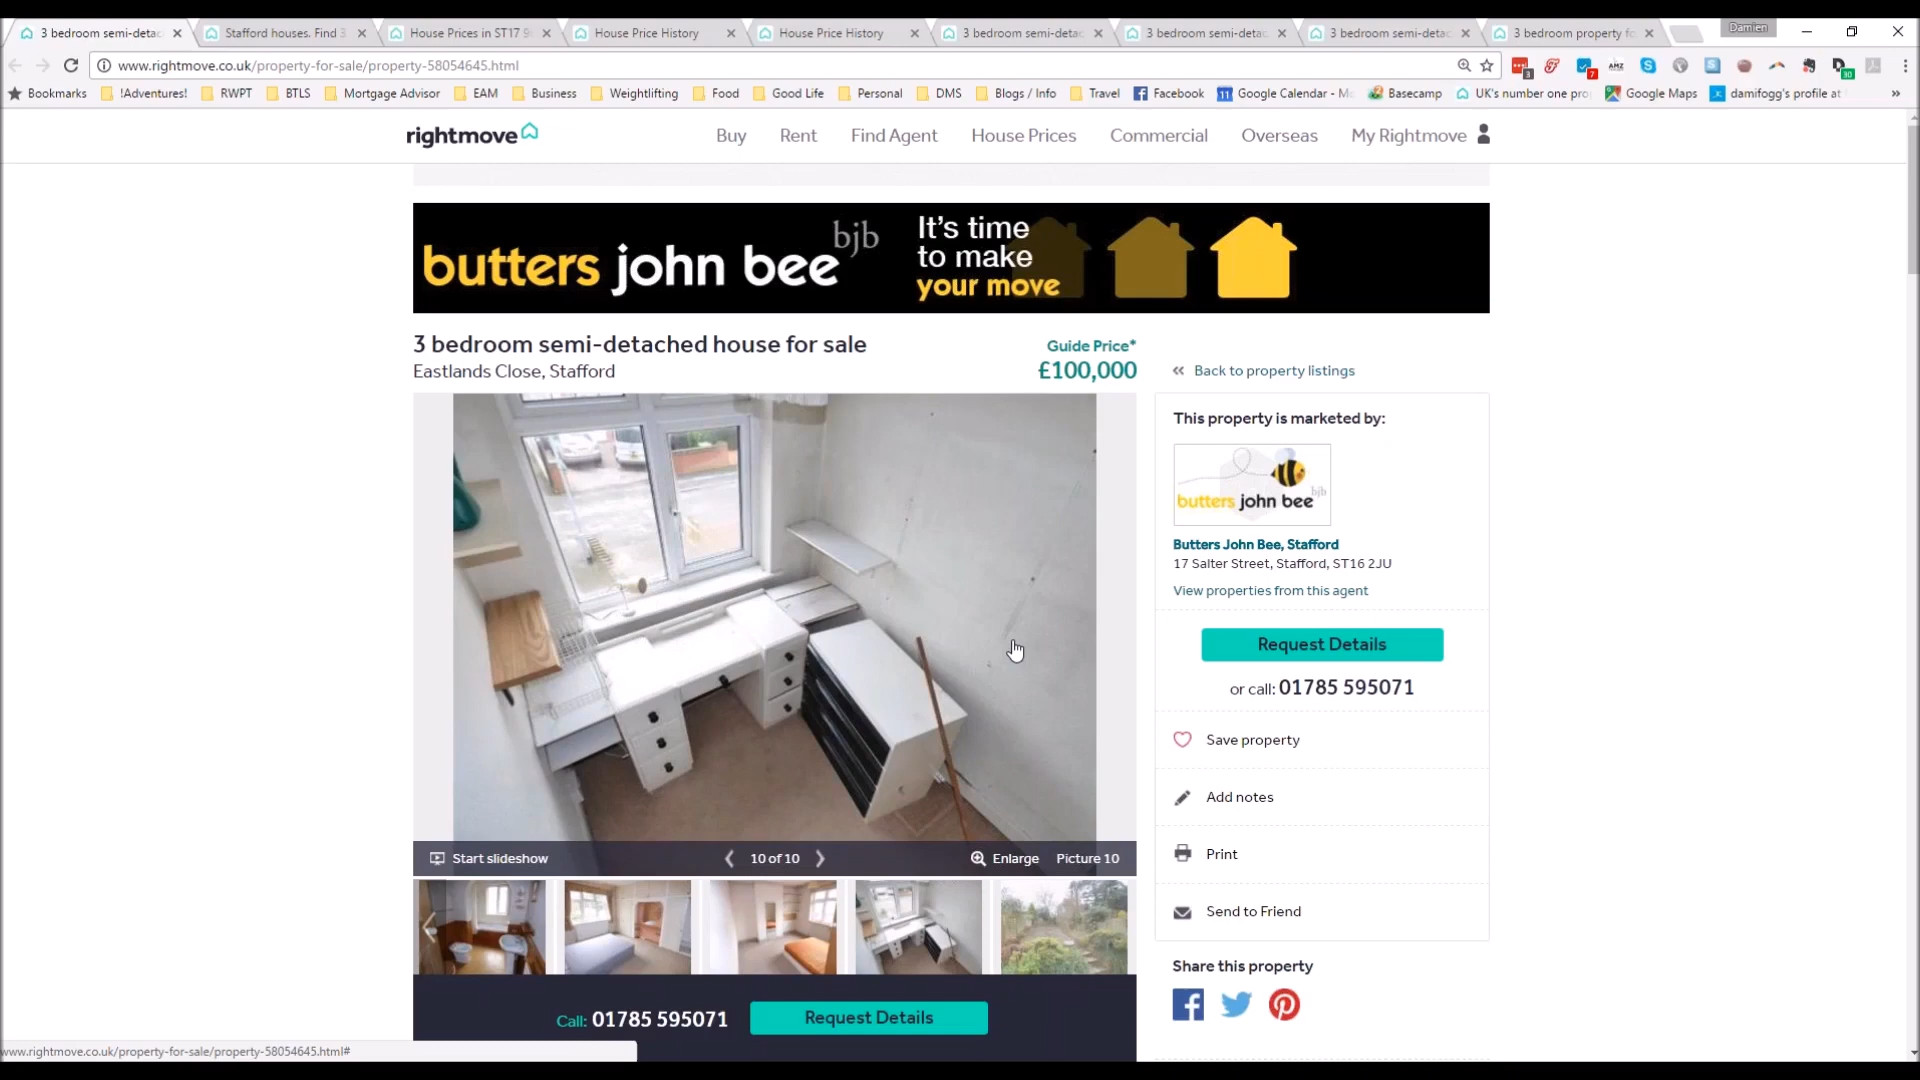 3 bedroom semi-detac
Stafford houses. Find 3
House Prices in ST17 9
House Price History
House Price History
3 bedroom semi-detac
3 bedroom semi-detac
3 bedroom semi-detac
3 bedroom property fo
Damien
www.rightmove.co.uk/property-for-sale/property-58054645.html
Bookmarks !Adventures! RWPT BTLS Mortgage Advisor EAM Business Weightlifting Food Good Life Personal DMS Blogs / Info Travel Facebook Google Calendar - Mo Basecamp UK's number one pro Google Maps damifogg's profile at
rightmove Buy Rent Find Agent House Prices Commercial Overseas My Rightmove
butters john bee bjb
It's time
to make
your move
3 bedroom semi-detached house for sale
Eastlands Close, Stafford
Guide Price*
£100,000
Back to property listings
This property is marketed by:
butters john bee bjb
Butters John Bee, Stafford
17 Salter Street, Stafford, ST16 2JU
View properties from this agent
Request Details
or call: 01785 595071
Save property
Add notes
Print
Send to Friend
Share this property
Start slideshow 10 of 10 Enlarge Picture 10
Call: 01785 595071 Request Details
www.rightmove.co.uk/property-for-sale/property-58054645.html#